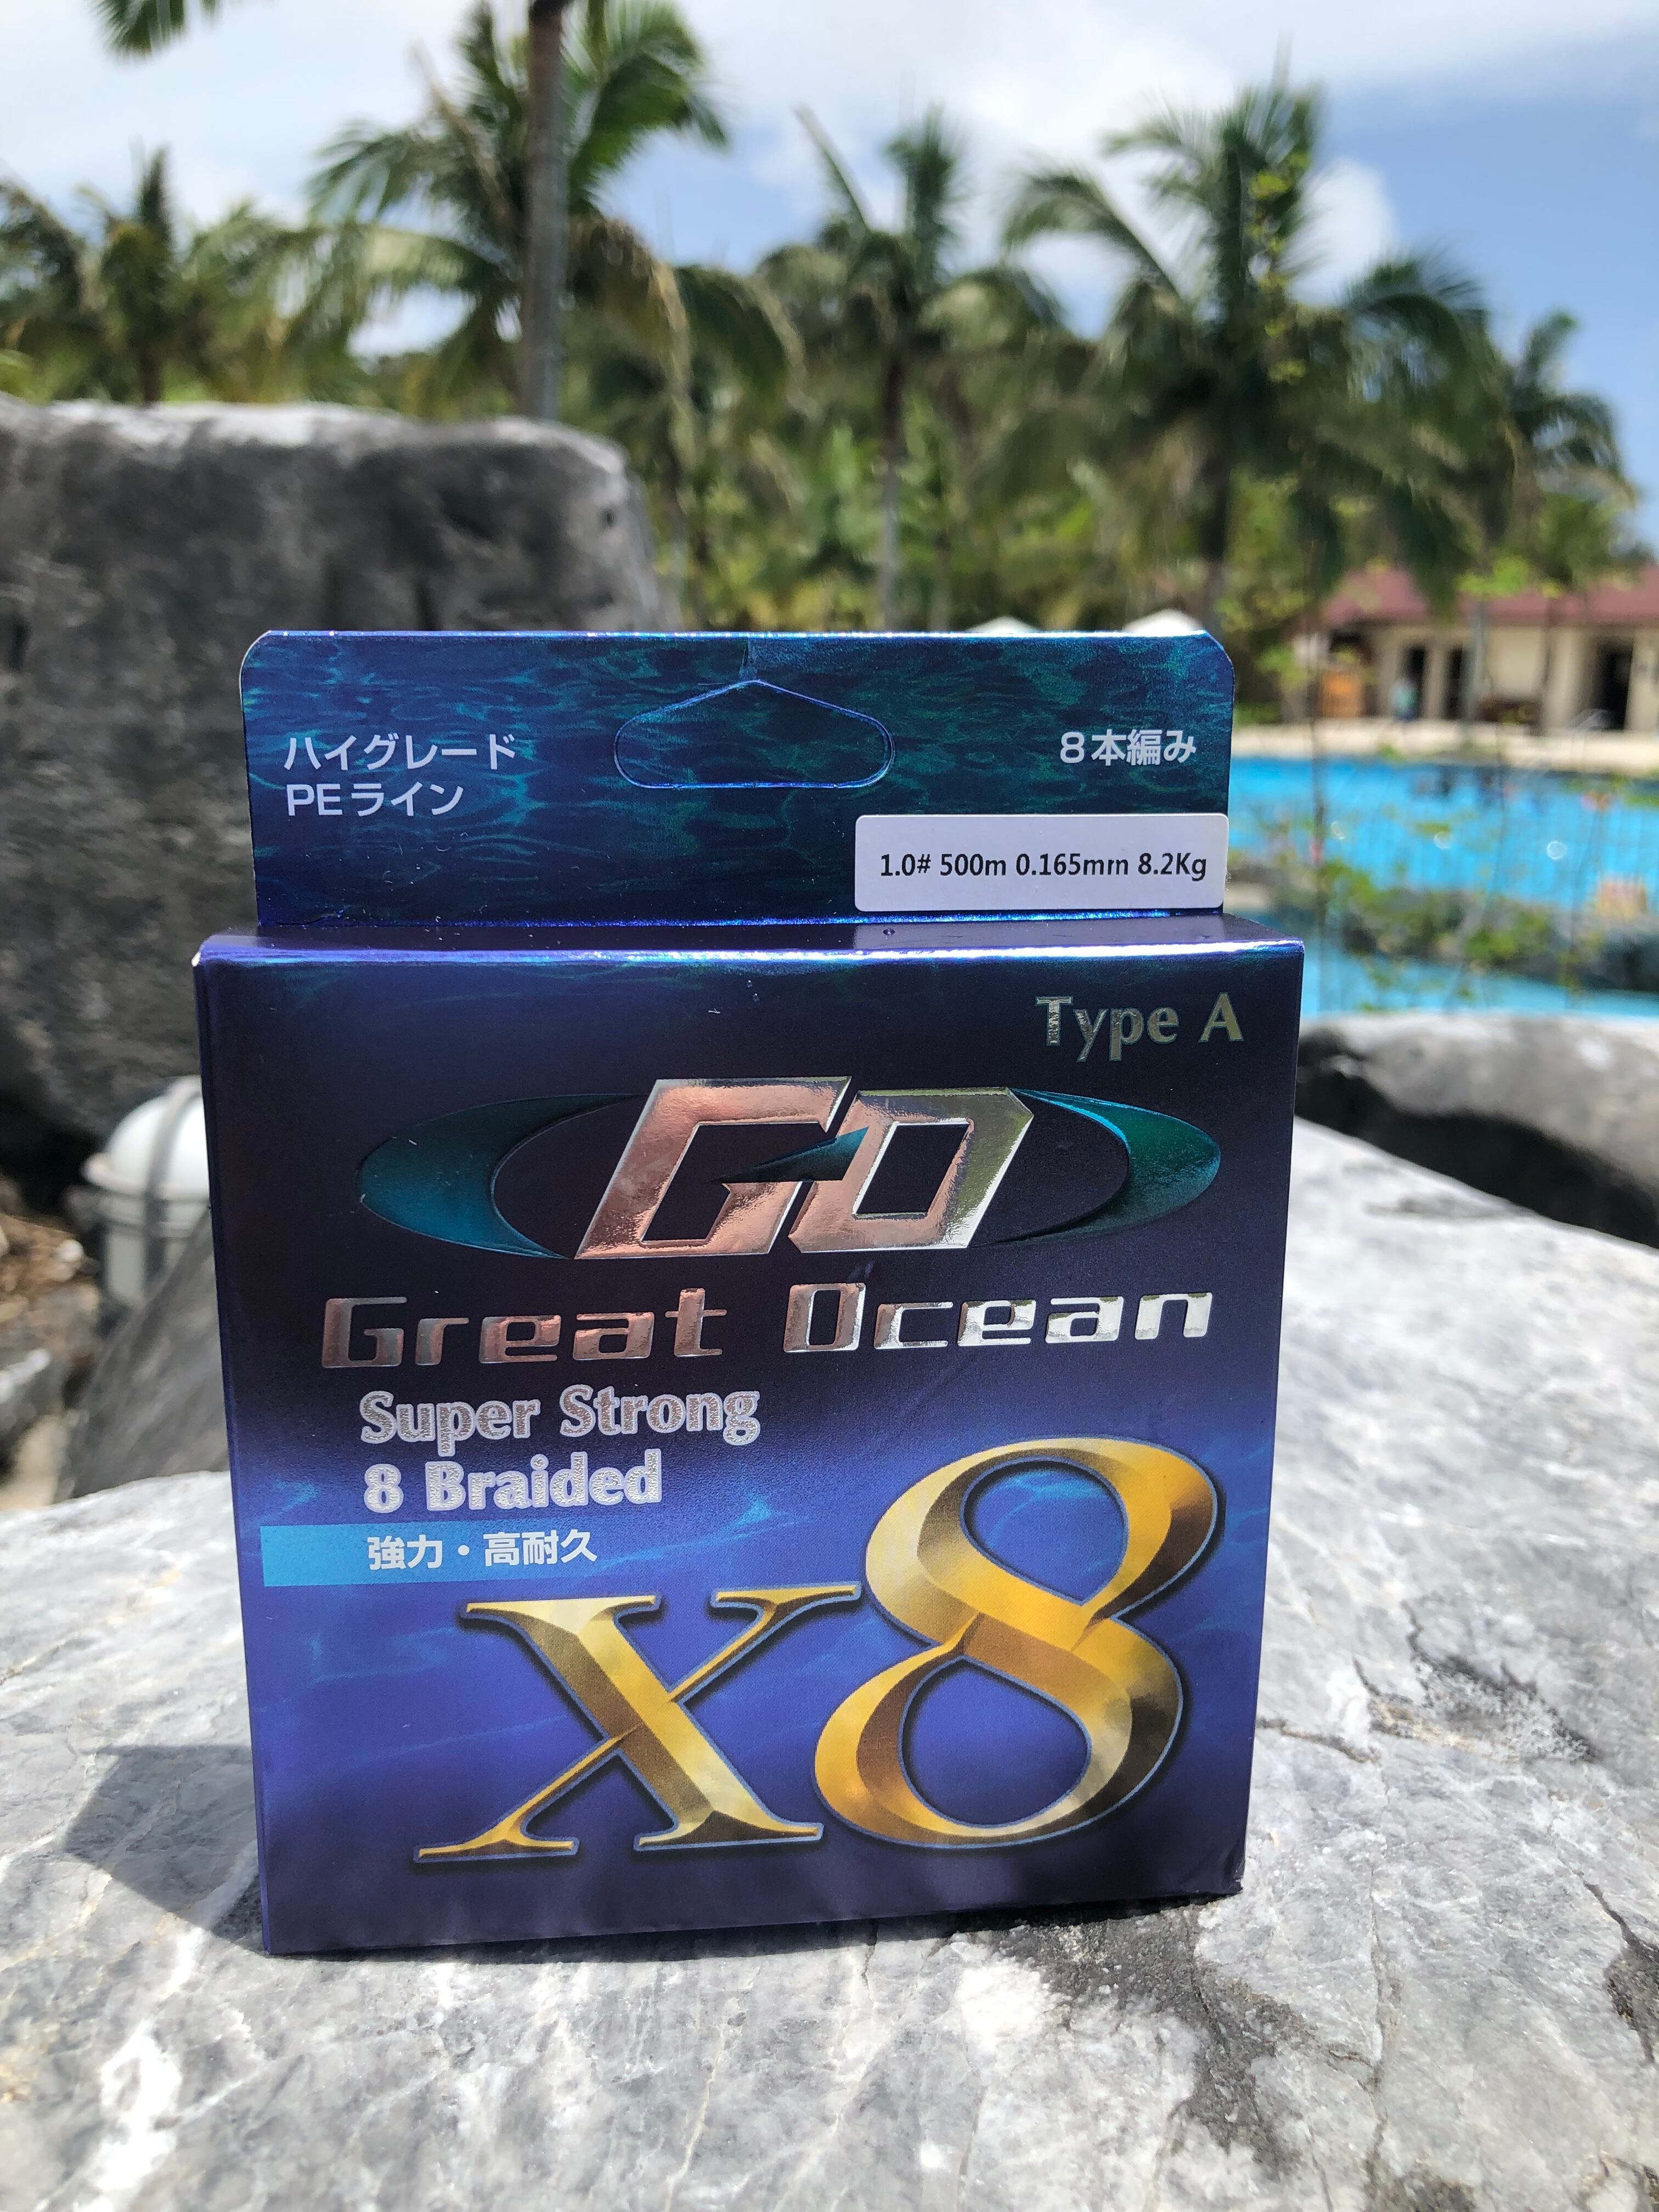 ハイグレード
PEライン
8本編み
1.0# 500m 0.165mm 8.2Kg
Type A
GO
Great Ocean
Super Strong
8 Braided
強力・高耐久
X8